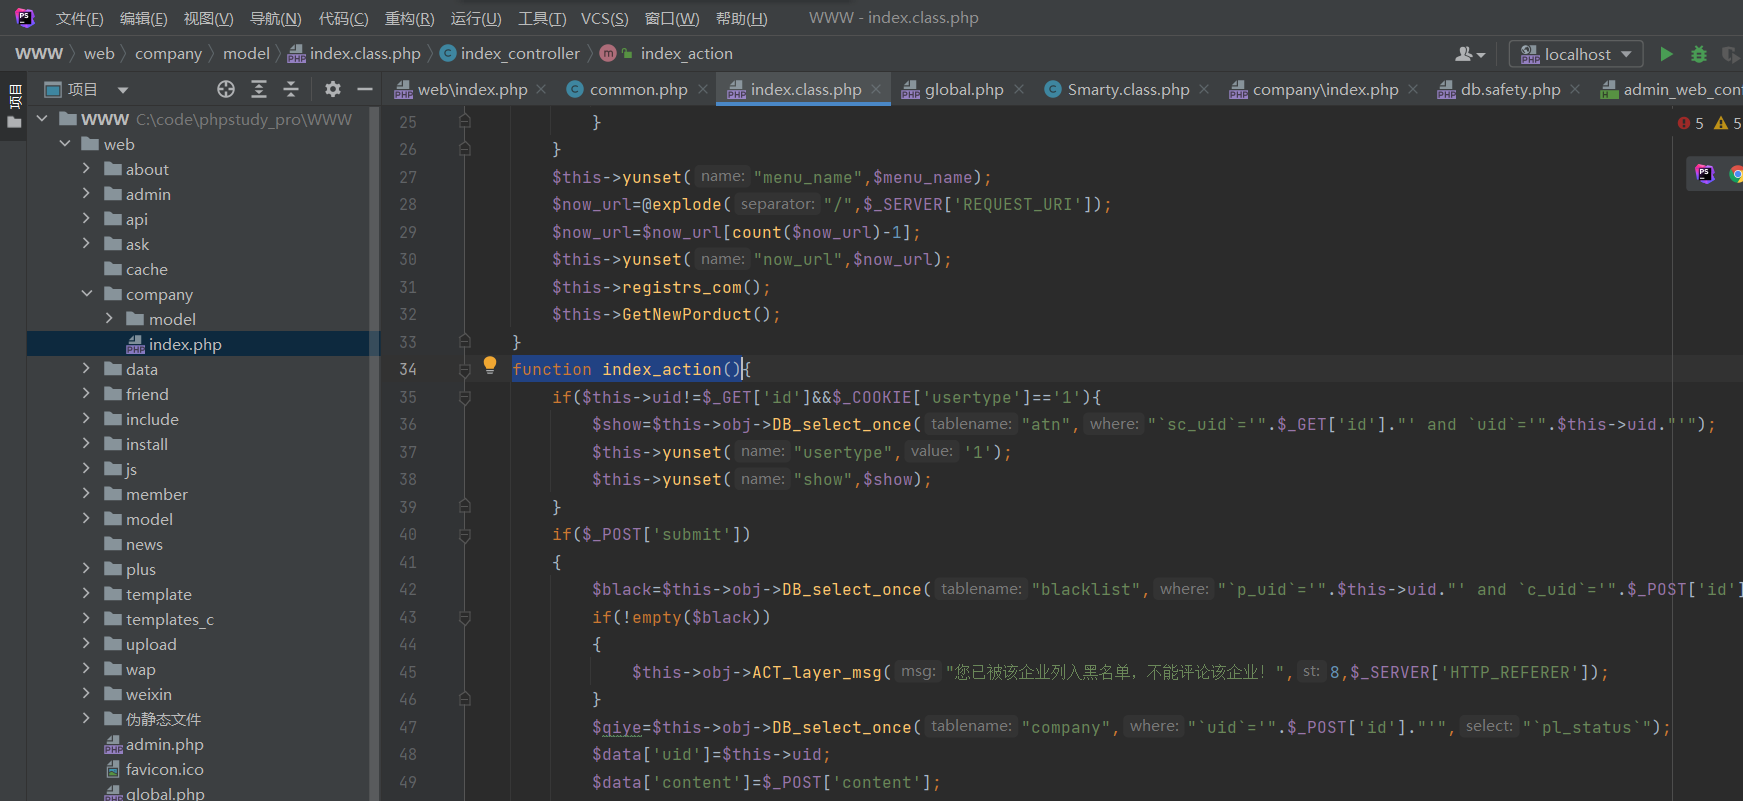 文件(F) 编辑(E) 视图(V) 导航(N) 代码(C) 重构(R) 运行(U) 工具(T) VCS(S) 窗口(W) 帮助(H) WWW - index.class.php
WWW web company model index.class.php index_controller index_action localhost
项目
项目
web\index.php common.php index.class.php global.php Smarty.class.php company\index.php db.safety.php admin_web_con
WWW C:\code\phpstudy_pro\WWW
web
about
admin
api
ask
cache
company
model
index.php
data
friend
include
install
js
member
model
news
plus
template
templates_c
upload
wap
weixin
伪静态文件
admin.php
favicon.ico
global.php
5 5
25 }
26 }
27 $this->yunset( name: "menu_name",$menu_name);
28 $now_url=@explode( separator: "/",$_SERVER['REQUEST_URI']);
29 $now_url=$now_url[count($now_url)-1];
30 $this->yunset( name: "now_url",$now_url);
31 $this->registrs_com();
32 $this->GetNewPorduct();
33 }
34 function index_action(){
35 if($this->uid!=$_GET['id']&&$_COOKIE['usertype']=='1'){
36 $show=$this->obj->DB_select_once( tablename: "atn", where: "`sc_uid`='".$_GET['id']."' and `uid`='".$this->uid."'");
37 $this->yunset( name: "usertype", value: '1');
38 $this->yunset( name: "show",$show);
39 }
40 if($_POST['submit'])
41 {
42 $black=$this->obj->DB_select_once( tablename: "blacklist", where: "`p_uid`='".$this->uid."' and `c_uid`='".$_POST['id']
43 if(!empty($black))
44 {
45 $this->obj->ACT_layer_msg( msg: "您已被该企业列入黑名单，不能评论该企业！", st: 8,$_SERVER['HTTP_REFERER']);
46 }
47 $qiye=$this->obj->DB_select_once( tablename: "company", where: "`uid`='".$_POST['id']."'", select: "`pl_status`");
48 $data['uid']=$this->uid;
49 $data['content']=$_POST['content'];